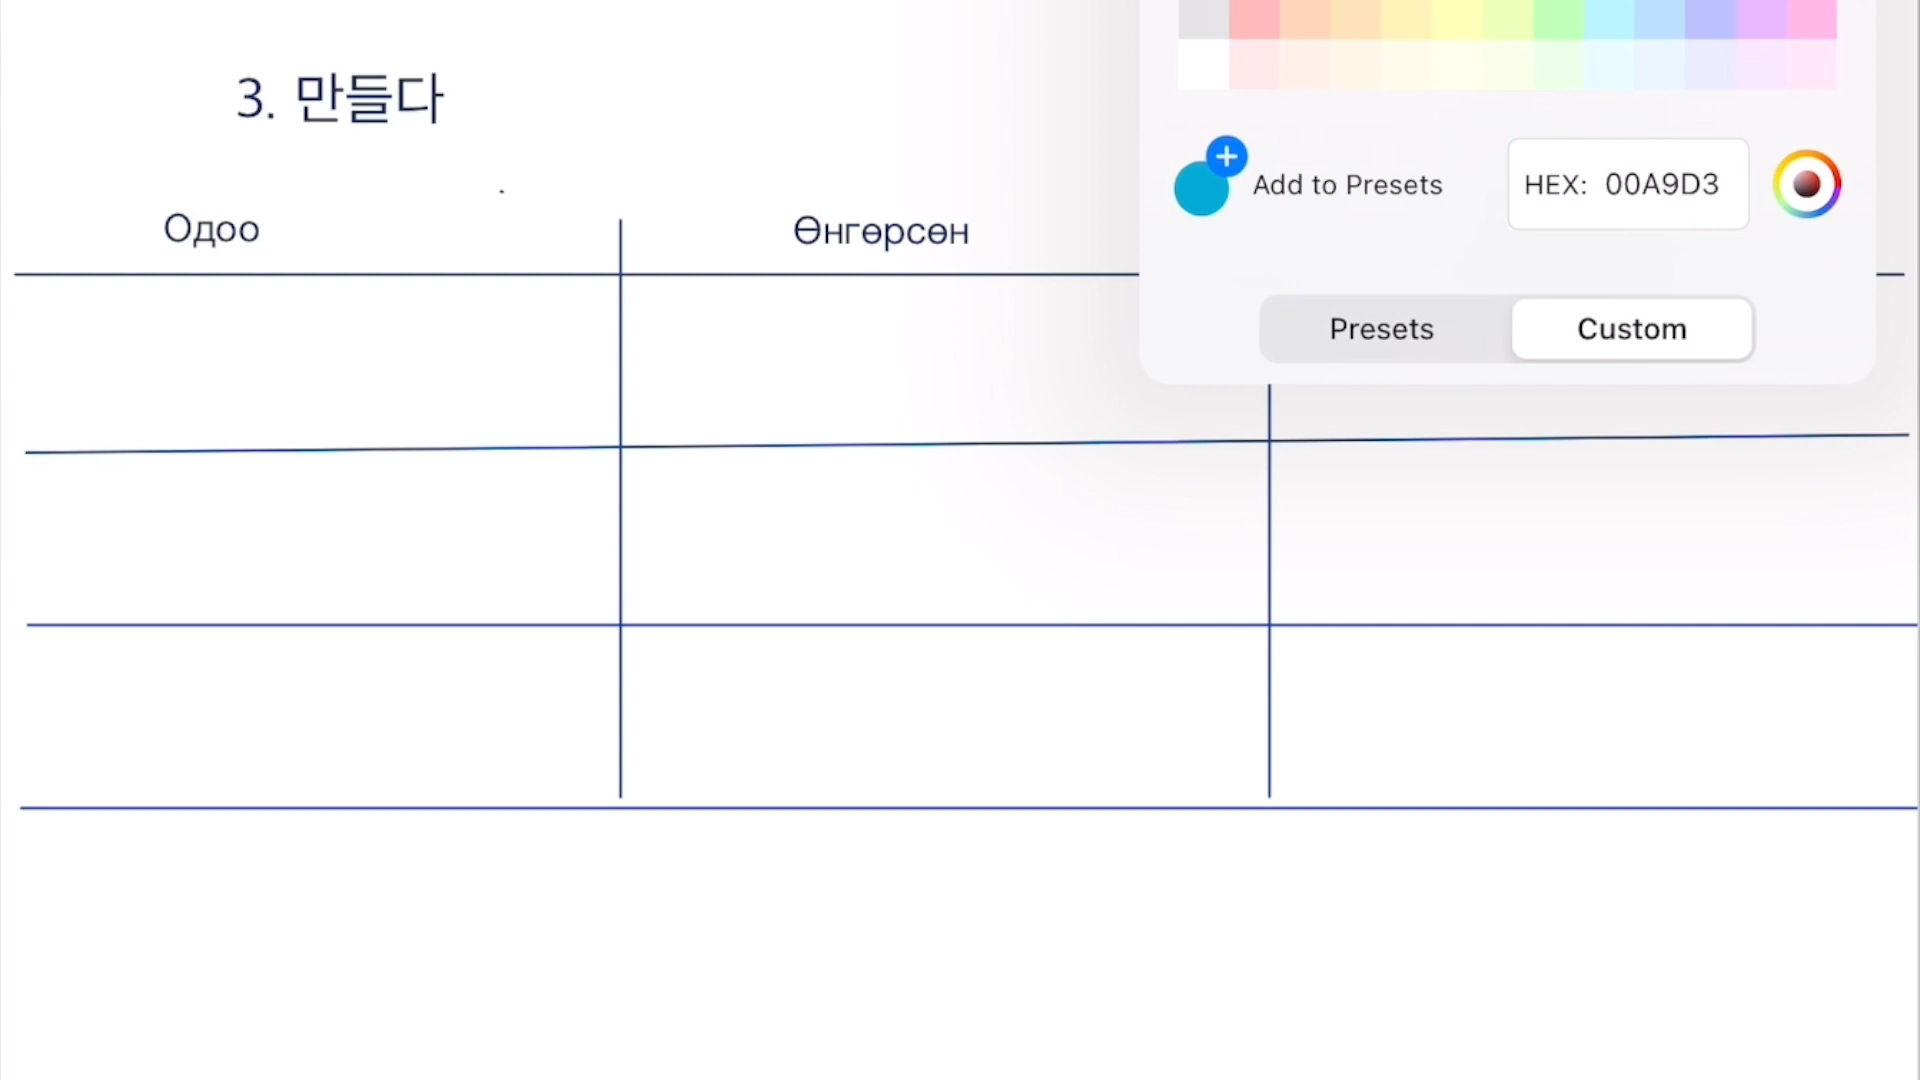 3. 만들다
Одоо
Өнгөрсөн
Add to Presets
HEX: 00A9D3
Presets
Custom